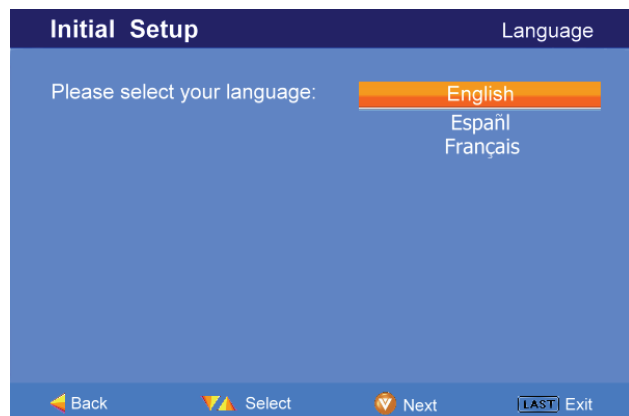 Initial Setup Language
Please select your language: English
Españl
Français
Back Select Next LAST Exit